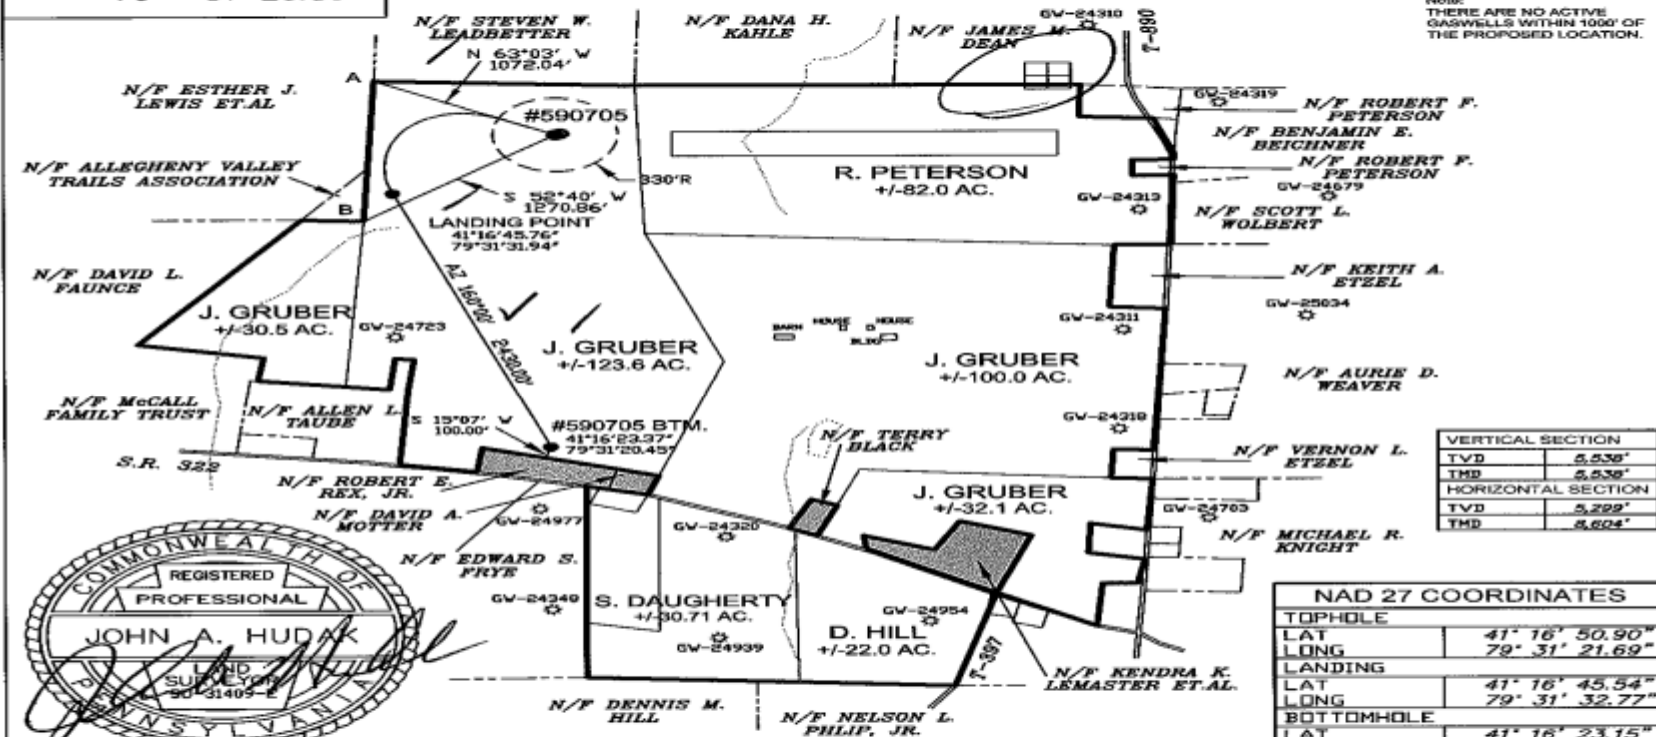 Note:
THERE ARE NO ACTIVE
GASWELLS WITHIN 1000' OF
THE PROPOSED LOCATION.
N/F STEVEN W.
LEADBETTER
N/F DANA H.
KAHLE
N/F JAMES M.
DEAN
GW-24310
T-890
N 63°03' W
1072.04'
A
N/F ESTHER J.
LEWIS ET.AL
#590705
GW-24319
N/F ROBERT F.
PETERSON
N/F BENJAMIN E.
BEICHNER
N/F ROBERT F.
PETERSON
N/F ALLEGHENY VALLEY
TRAILS ASSOCIATION
330'R
R. PETERSON
+/-82.0 AC.
GW-24679
GW-24313
S 52°40' W
1270.86'
B
N/F SCOTT L.
WOLBERT
LANDING POINT
41°16'45.76"
79°31'31.94"
N/F DAVID L.
FAUNCE
N/F KEITH A.
ETZEL
AZ 160°00' 2430.00'
J. GRUBER
+/-30.5 AC.
GW-24723
GW-25034
GW-24311
BARN
HOUSE
HOUSE
BLDG
J. GRUBER
+/-123.6 AC.
J. GRUBER
+/-100.0 AC.
N/F AURIE D.
WEAVER
N/F McCALL
FAMILY TRUST
N/F ALLEN L.
TAUBE
S 15°07' W
100.00'
#590705 BTM.
41°16'23.37"
79°31'20.45"
GW-24318
N/F TERRY
BLACK
N/F VERNON L.
ETZEL
VERTICAL SECTION
TVD 5,538'
TMD 5,538'
HORIZONTAL SECTION
TVD 5,299'
TMD 8,604'
S.R. 322
N/F ROBERT E.
REX, JR.
J. GRUBER
+/-32.1 AC.
GW-24703
N/F DAVID A.
MOTTER
GW-24977
GW-24320
N/F MICHAEL R.
KNIGHT
N/F EDWARD S.
FRYE
COMMONWEALTH OF
REGISTERED
PROFESSIONAL
JOHN A. HUDAK
LAND
SURVEYOR
SU-31409-E
PENNSYLVANIA
GW-24348
S. DAUGHERTY
+/-30.71 AC.
GW-24939
GW-24954
D. HILL
+/-22.0 AC.
T-397
N/F KENDRA K.
LEMASTER ET.AL.
N/F DENNIS M.
HILL
N/F NELSON L.
PHLIP, JR.
NAD 27 COORDINATES
TOPHOLE
LAT 41° 16' 50.90"
LONG 79° 31' 21.69"
LANDING
LAT 41° 16' 45.54"
LONG 79° 31' 32.77"
BOTTOMHOLE
LAT 41° 16' 23.15"